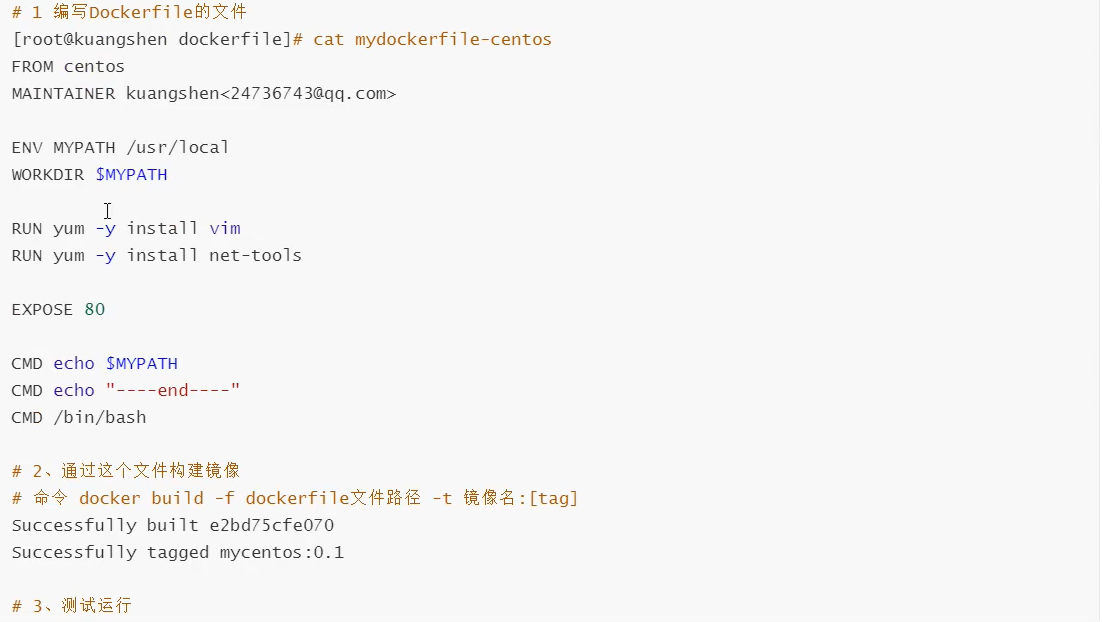 # 1 编写Dockerfile的文件
[root@kuangshen dockerfile]# cat mydockerfile-centos
FROM centos
MAINTAINER kuangshen<24736743@qq.com>
ENV MYPATH /usr/local
WORKDIR $MYPATH
RUN yum -y install vim
RUN yum -y install net-tools
EXPOSE 80
CMD echo $MYPATH
CMD echo "----end----"
CMD /bin/bash
# 2、通过这个文件构建镜像
# 命令 docker build -f dockerfile文件路径 -t 镜像名:[tag]
Successfully built e2bd75cfe070
Successfully tagged mycentos:0.1
# 3、测试运行